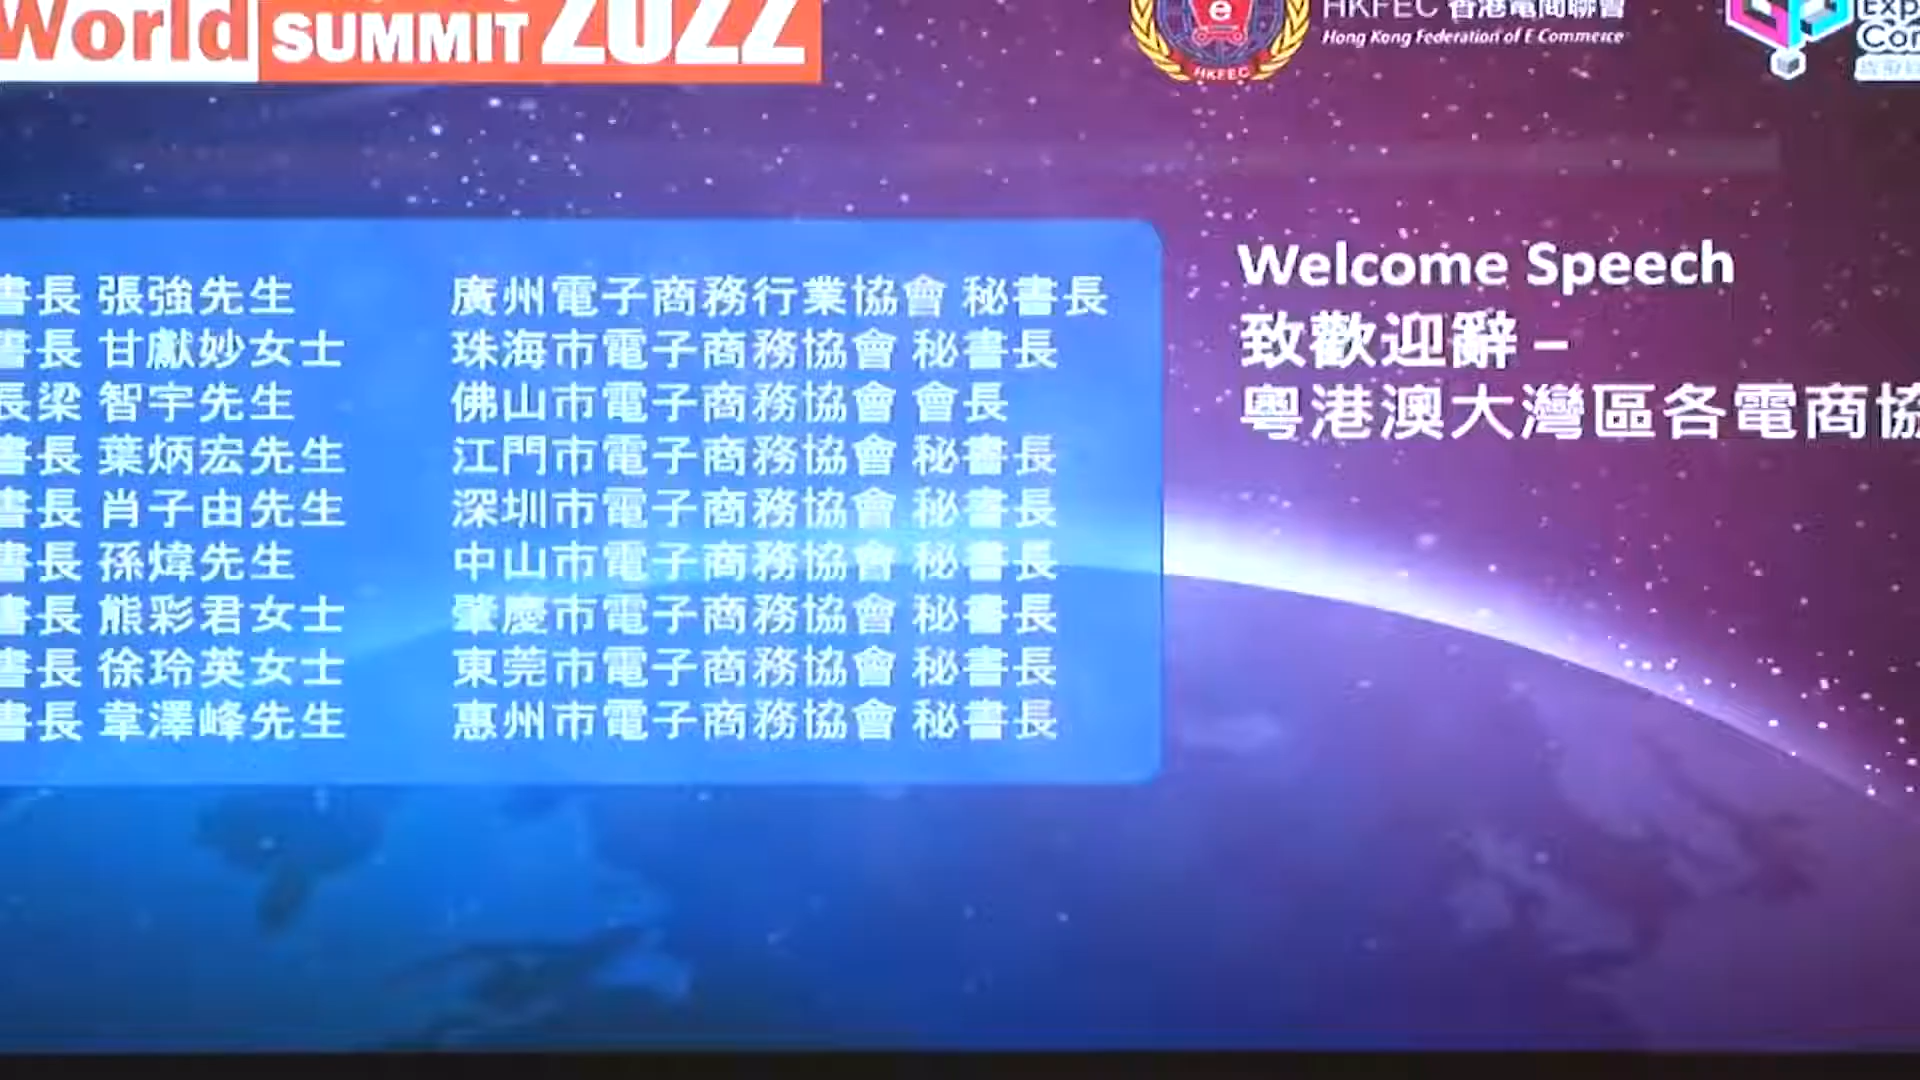 World SUMMIT 2022
HKFEC 香港電商聯會
Hong Kong Federation of E Commerce
HKFEC
e
Welcome Speech
致歡迎辭 –
粵港澳大灣區各電商協
書長 張強先生 廣州電子商務行業協會 秘書長
書長 甘獻妙女士 珠海市電子商務協會 秘書長
長梁 智宇先生 佛山市電子商務協會 會長
書長 葉炳宏先生 江門市電子商務協會 秘書長
書長 肖子由先生 深圳市電子商務協會 秘書長
書長 孫煒先生 中山市電子商務協會 秘書長
書長 熊彩君女士 肇慶市電子商務協會 秘書長
書長 徐玲英女士 東莞市電子商務協會 秘書長
書長 韋澤峰先生 惠州市電子商務協會 秘書長